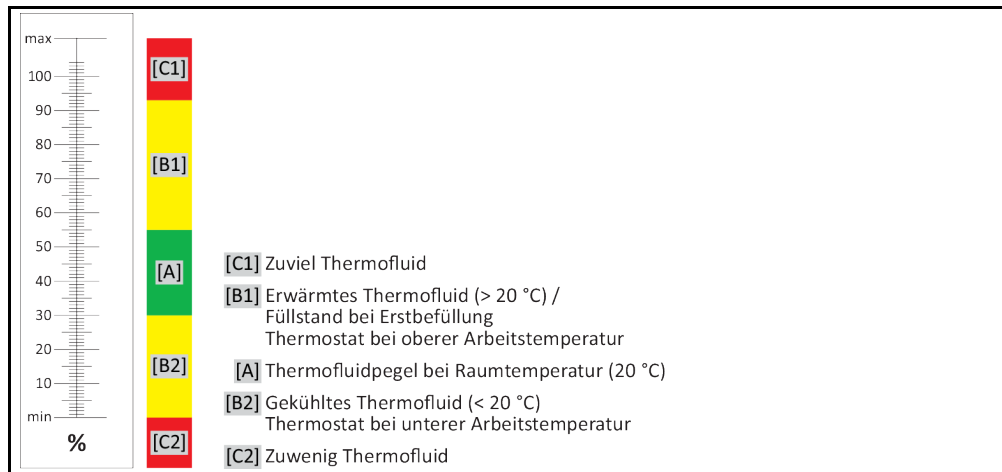 max
100
90
80
70
60
50
40
30
20
10
min
%
[C1]
[B1]
[A]
[B2]
[C2]
[C1] Zuviel Thermofluid
[B1] Erwärmtes Thermofluid (> 20 °C) /
Füllstand bei Erstbefüllung
Thermostat bei oberer Arbeitstemperatur
[A] Thermofluidpegel bei Raumtemperatur (20 °C)
[B2] Gekühltes Thermofluid (< 20 °C)
Thermostat bei unterer Arbeitstemperatur
[C2] Zuwenig Thermofluid